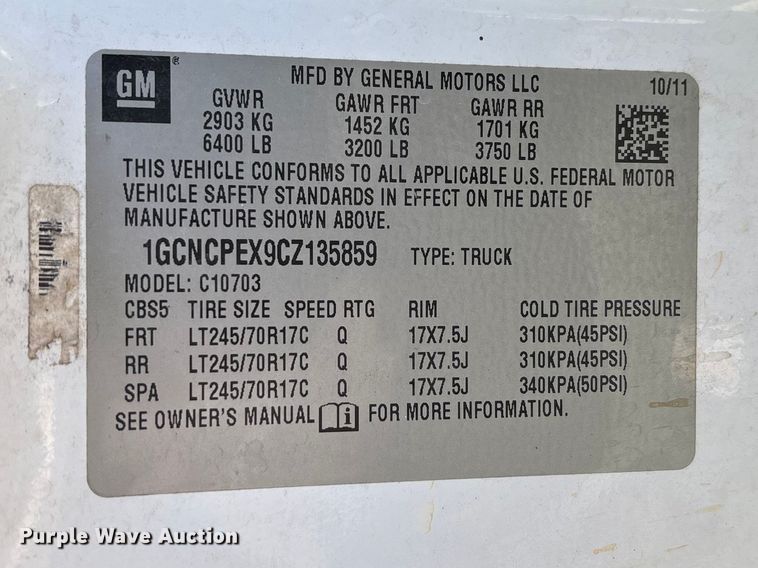 GM®
MFD BY GENERAL MOTORS LLC 10/11
GVWR GAWR FRT GAWR RR
2903 KG 1452 KG 1701 KG
6400 LB 3200 LB 3750 LB
THIS VEHICLE CONFORMS TO ALL APPLICABLE U.S. FEDERAL MOTOR
VEHICLE SAFETY STANDARDS IN EFFECT ON THE DATE OF
MANUFACTURE SHOWN ABOVE.
1GCNCPEX9CZ135859 TYPE: TRUCK
MODEL: C10703
CBS5 TIRE SIZE SPEED RTG RIM COLD TIRE PRESSURE
FRT LT245/70R17C Q 17X7.5J 310KPA(45PSI)
RR LT245/70R17C Q 17X7.5J 310KPA(45PSI)
SPA LT245/70R17C Q 17X7.5J 340KPA(50PSI)
SEE OWNER'S MANUAL i FOR MORE INFORMATION.
Purple Wave Auction